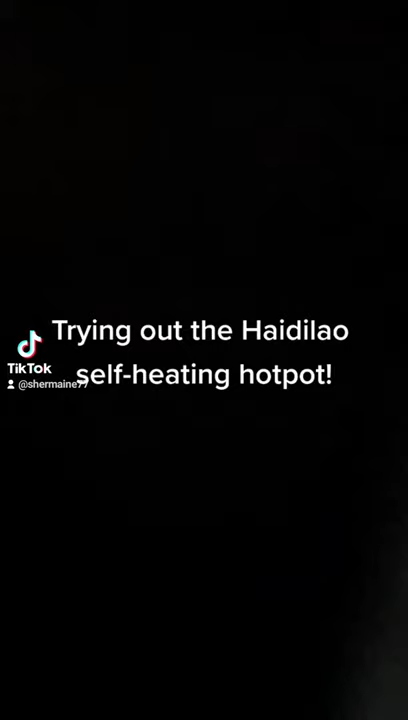 Trying out the Haidilao
self-heating hotpot!
TikTok
@shermaine77